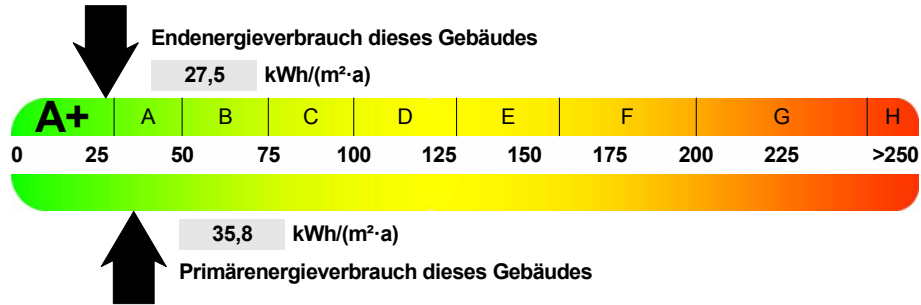 Endenergieverbrauch dieses Gebäudes
27,5 kWh/(m²·a)
A+ A B C D E F G H
0 25 50 75 100 125 150 175 200 225 >250
35,8 kWh/(m²·a)
Primärenergieverbrauch dieses Gebäudes